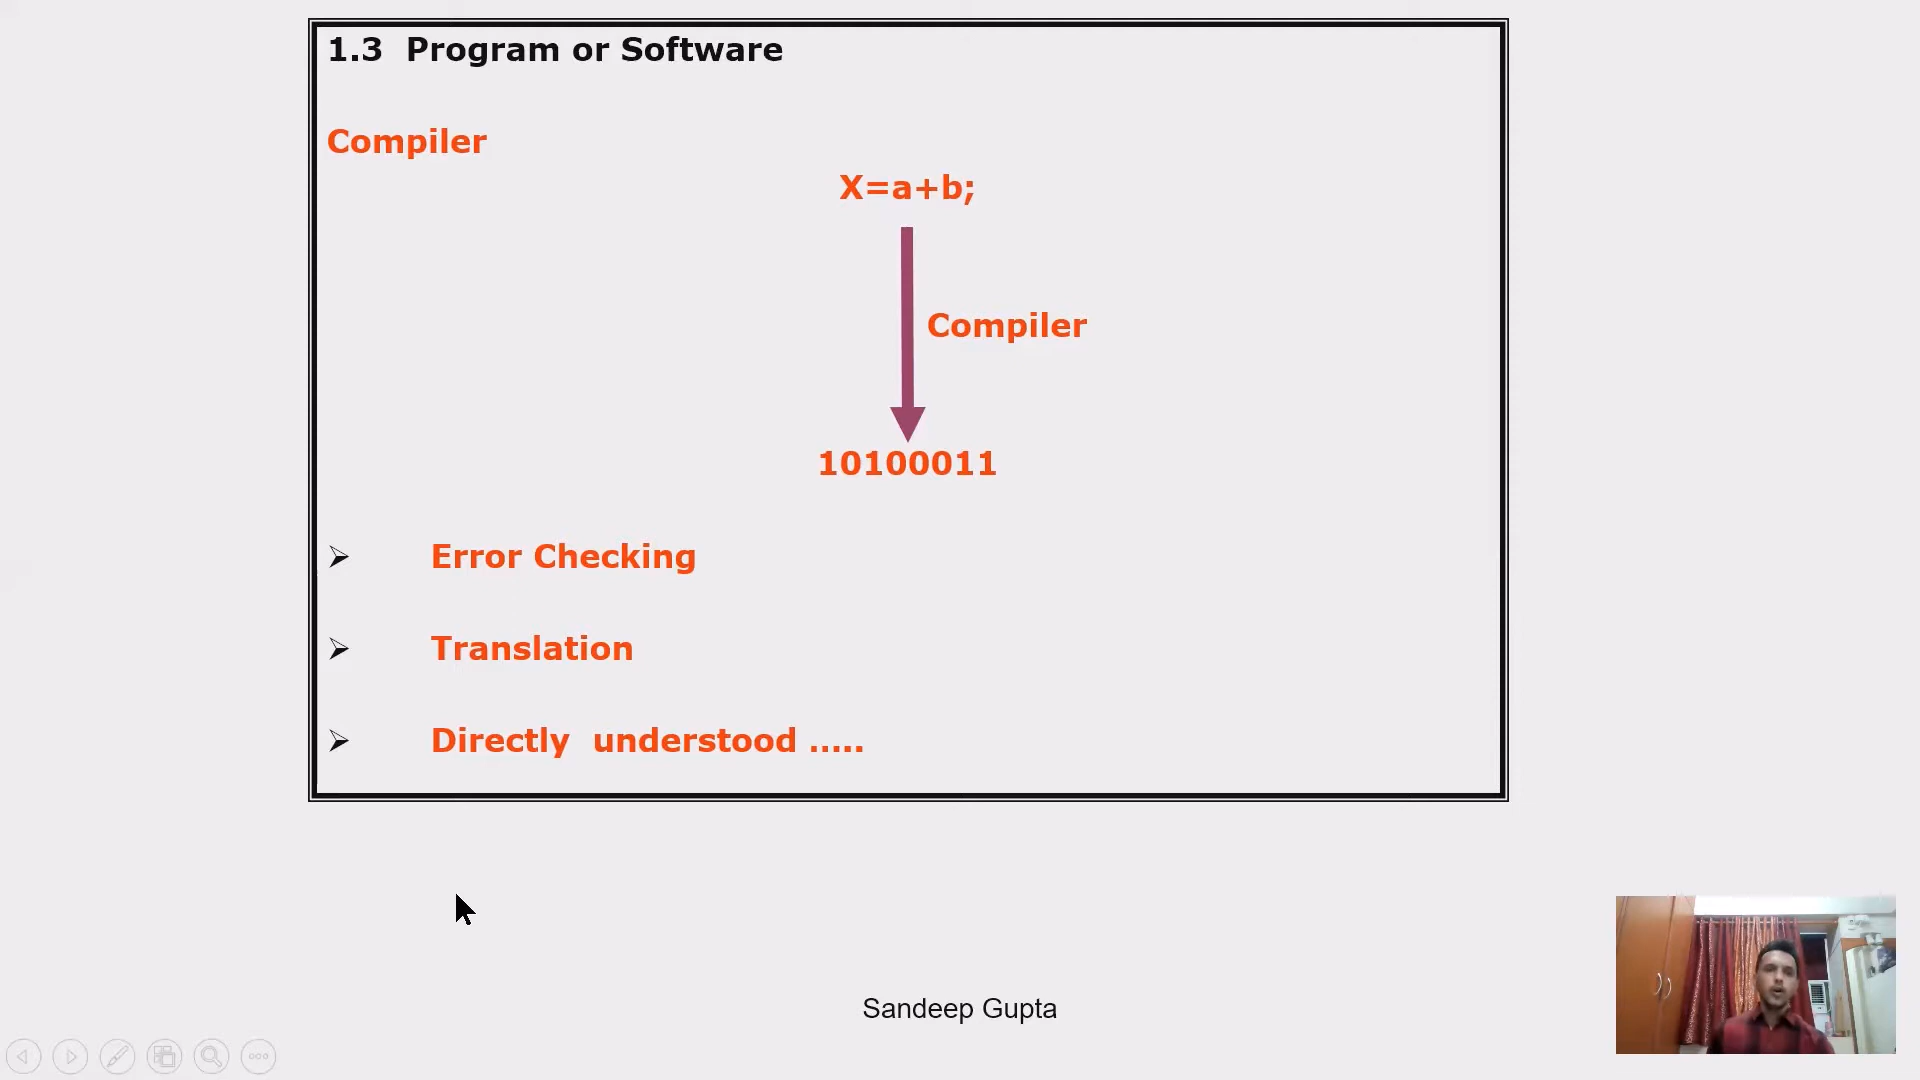 1.3 Program or Software
Compiler
X=a+b;
Compiler
10100011
➢ Error Checking
➢ Translation
➢ Directly understood .....
Sandeep Gupta